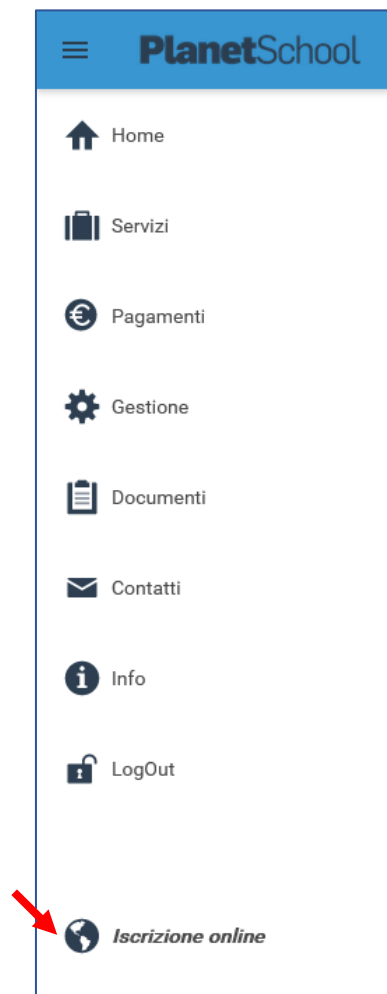 PlanetSchool
Home
Servizi
Pagamenti
Gestione
Documenti
Contatti
Info
LogOut
Iscrizione online